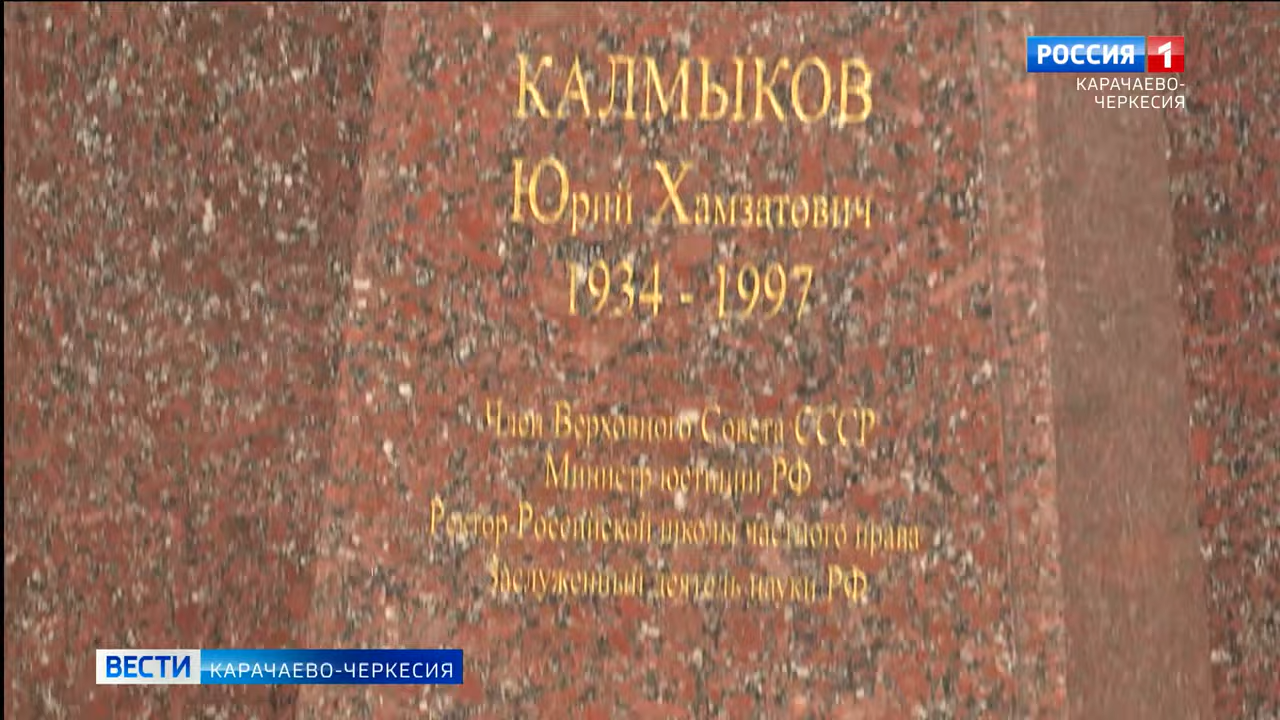 РОССИЯ 1
КАРАЧАЕВО-
ЧЕРКЕСИЯ
КАЛМЫКОВ
Юрий Хамзатович
1934 - 1997
Член Верховного Совета СССР
Министр юстиции РФ
Ректор Российской школы частного права
Заслуженный деятель науки РФ
ВЕСТИ КАРАЧАЕВО-ЧЕРКЕСИЯ